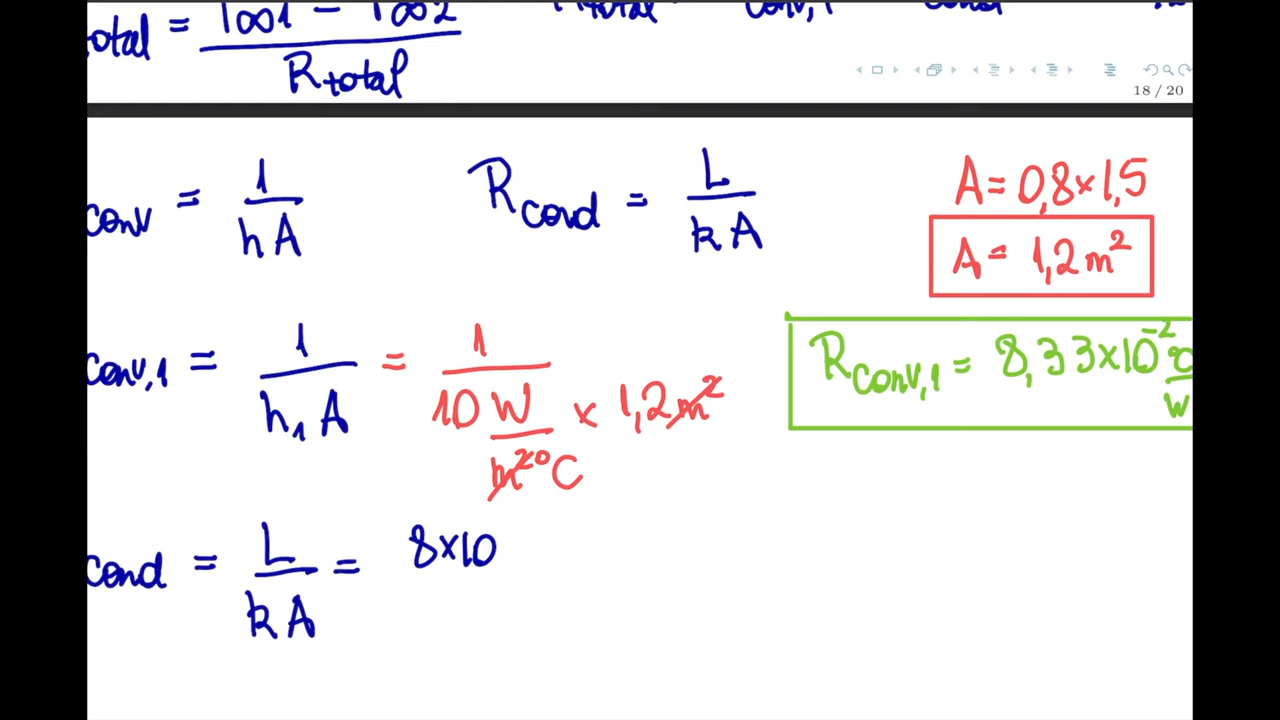 total = T∞1 - T∞2 / Rtotal
18 / 20
conv = 1 / hA Rcond = L / kA A = 0,8×1,5
A = 1,2 m²
conv,1 = 1 / h₁A = 1 / 10 W / m² °C × 1,2 m² Rconv,1 = 8,33×10⁻² °C / W
cond = L / kA = 8×10